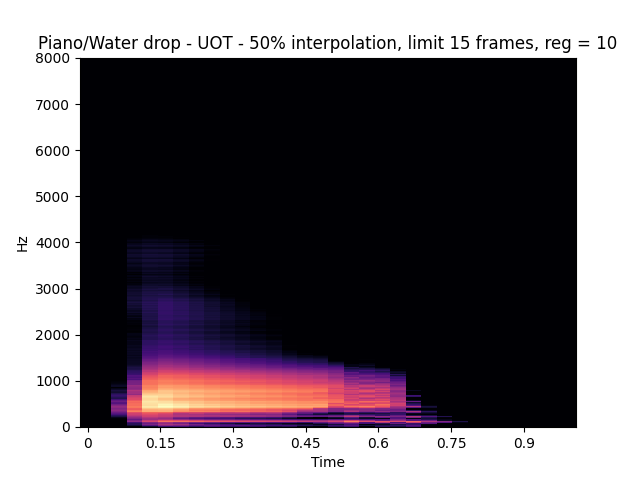 Piano/Water drop - UOT - 50% interpolation, limit 15 frames, reg = 10
8000
7000
6000
5000
4000
3000
2000
1000
0
Hz
0 0.15 0.3 0.45 0.6 0.75 0.9
Time